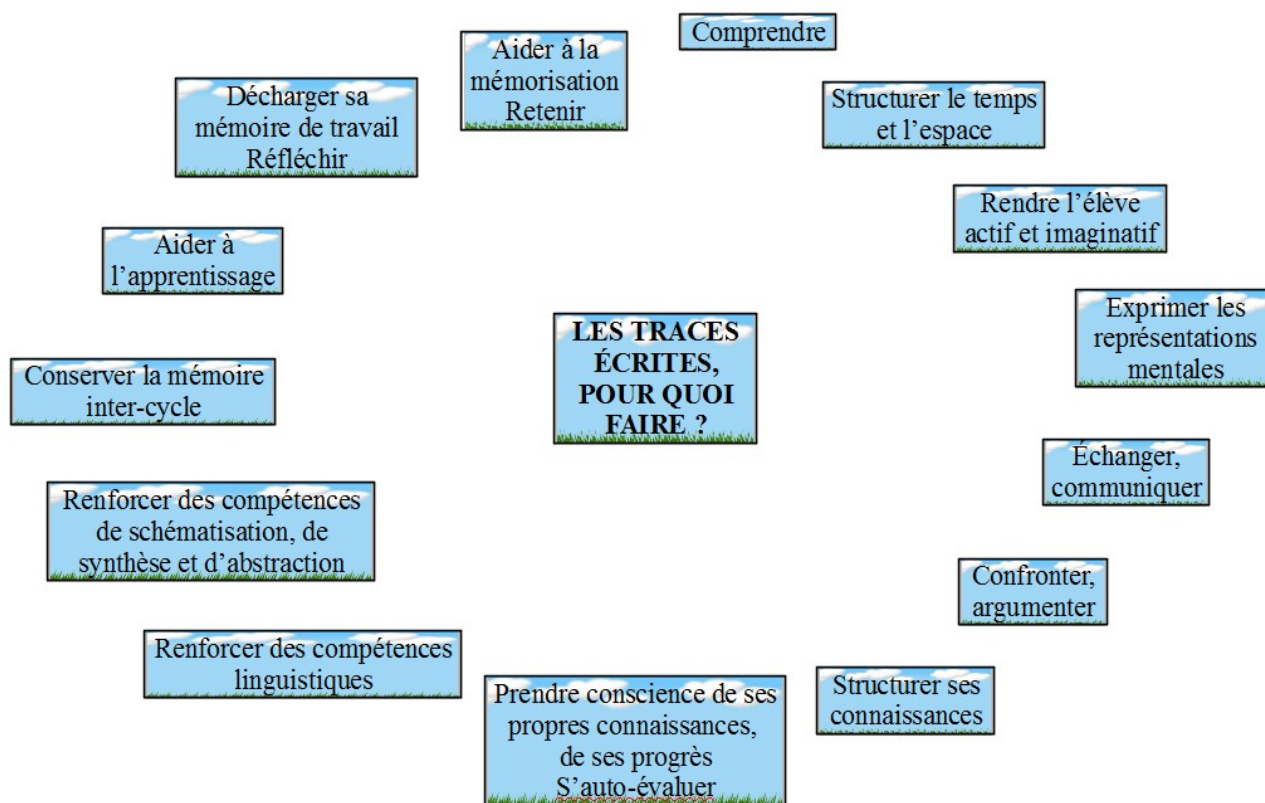 LES TRACES
ÉCRITES,
POUR QUOI
FAIRE ?
Comprendre
Structurer le temps
et l’espace
Rendre l’élève
actif et imaginatif
Exprimer les
représentations
mentales
Échanger,
communiquer
Confronter,
argumenter
Structurer ses
connaissances
Prendre conscience de ses
propres connaissances,
de ses progrès
S’auto-évaluer
Renforcer des compétences
linguistiques
Renforcer des compétences
de schématisation, de
synthèse et d’abstraction
Conserver la mémoire
inter-cycle
Aider à
l’apprentissage
Décharger sa
mémoire de travail
Réfléchir
Aider à la
mémorisation
Retenir